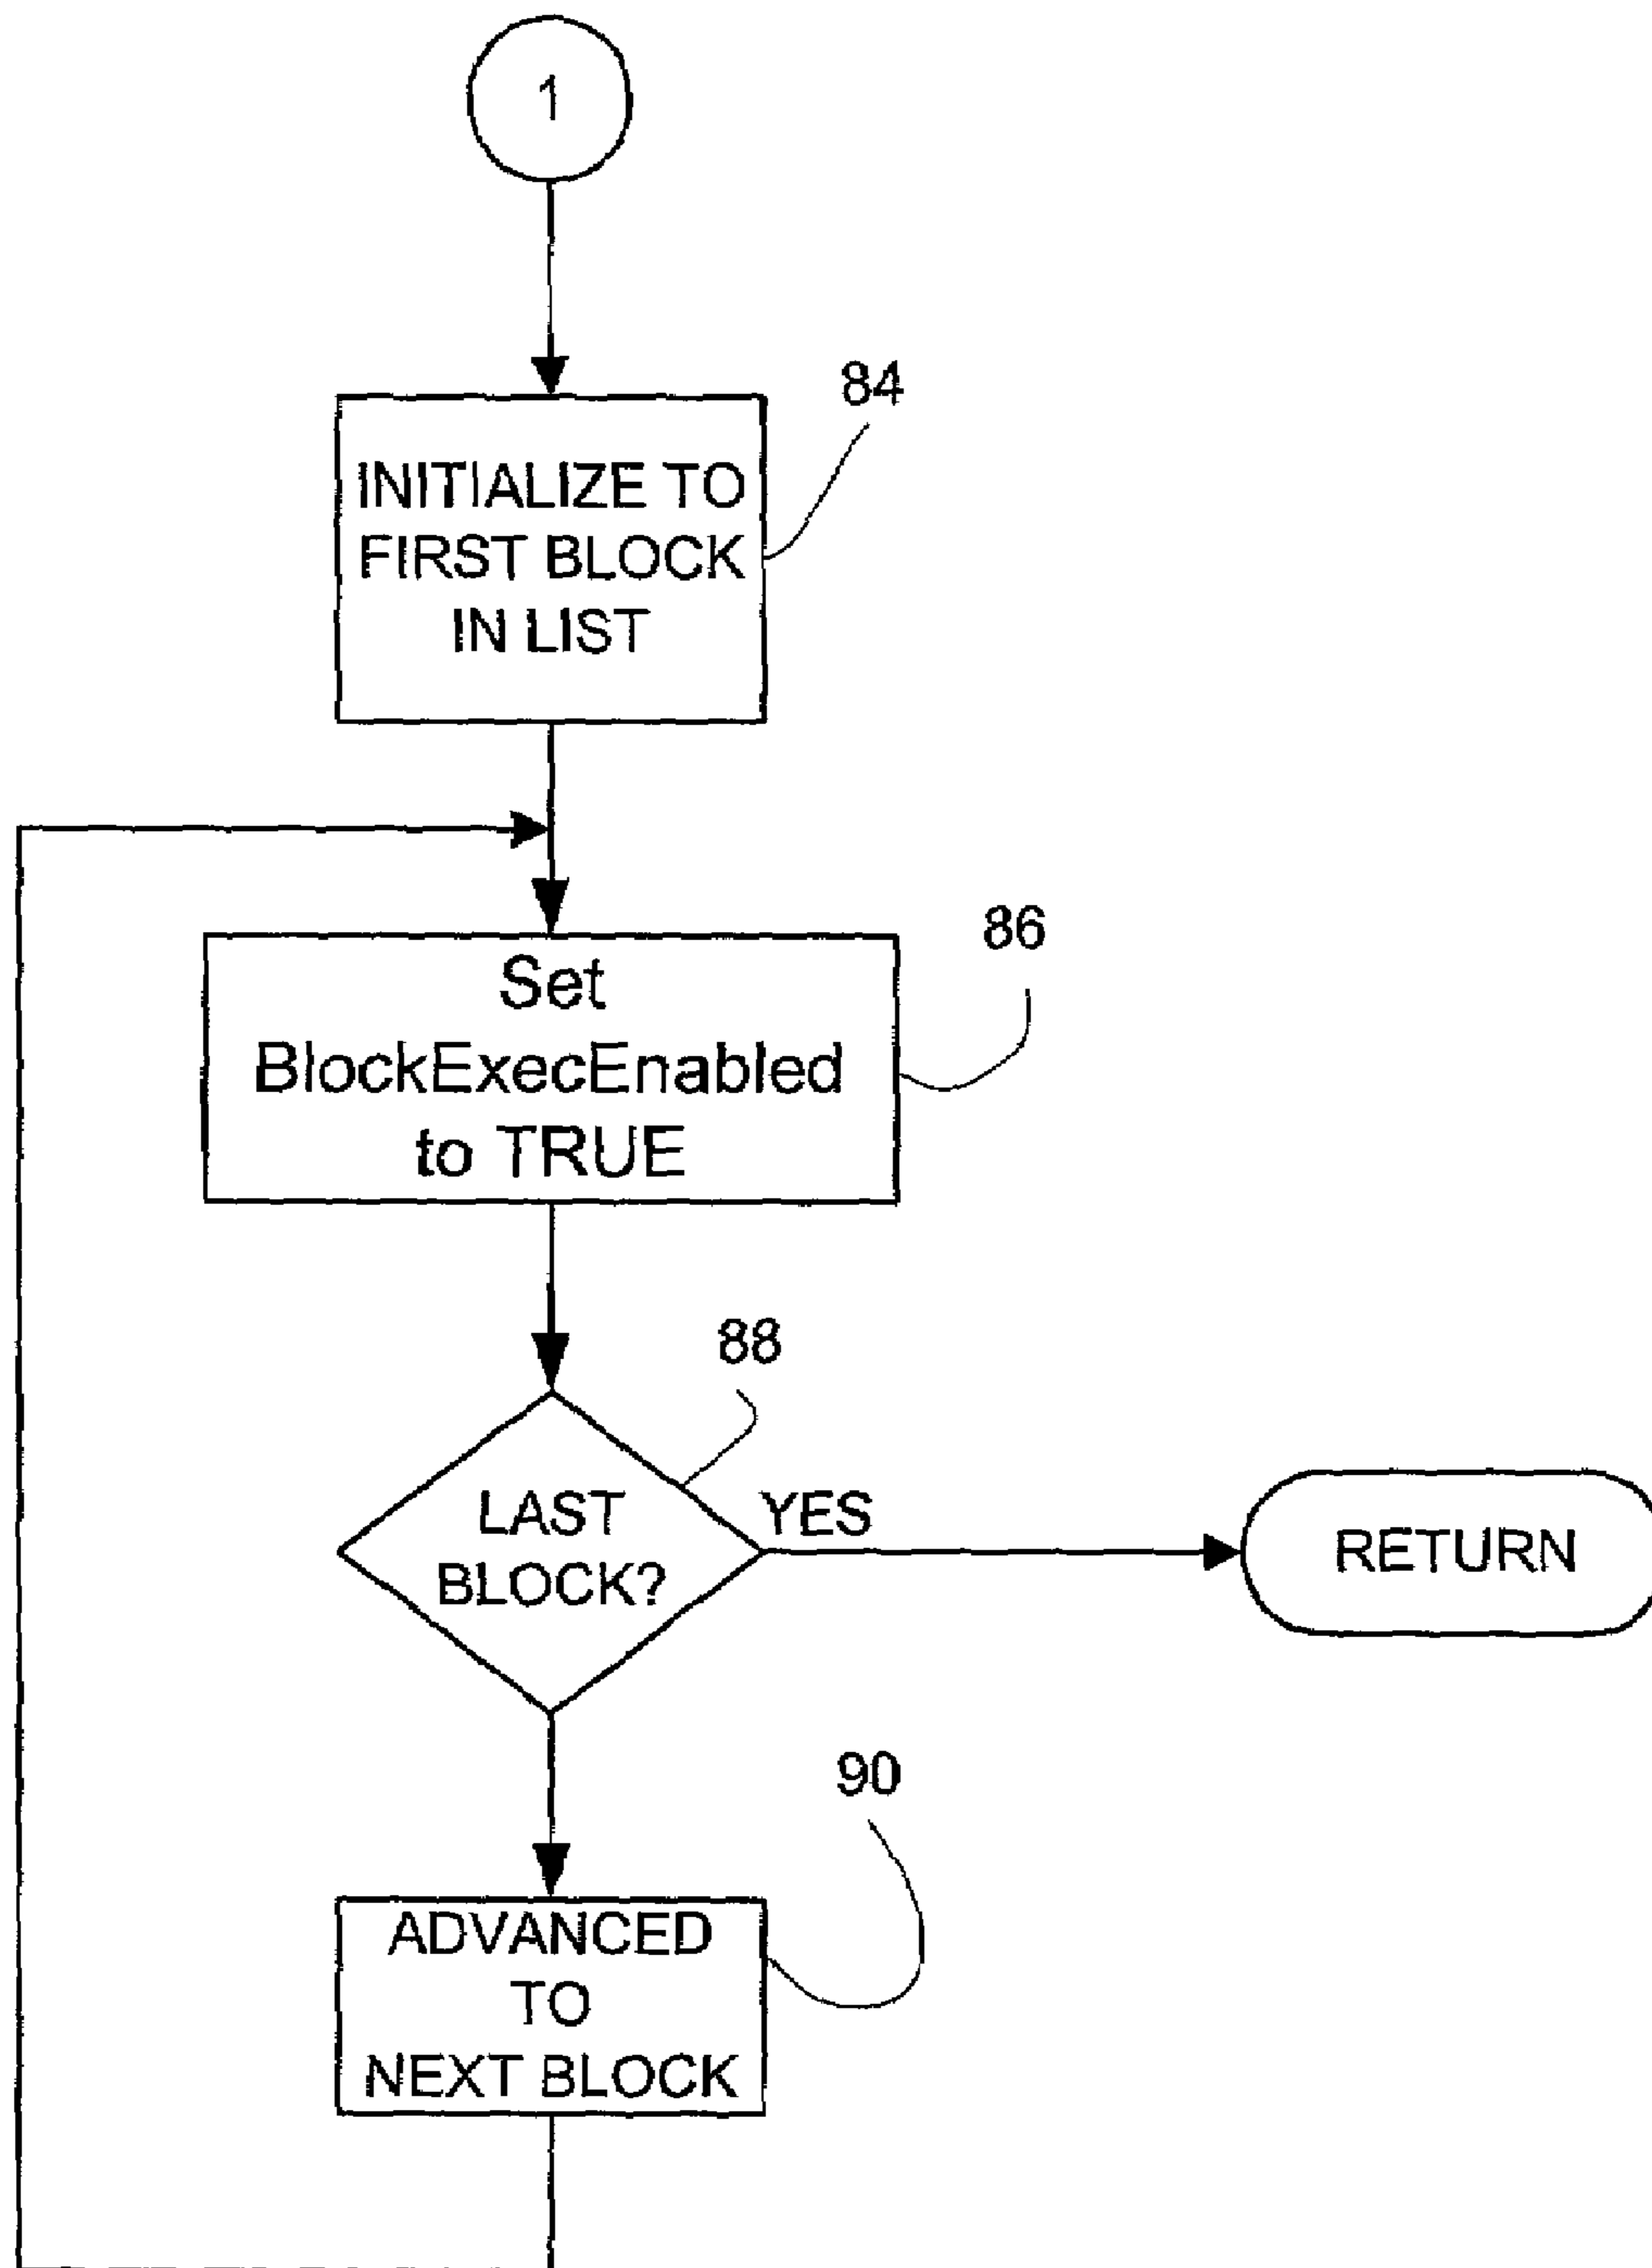 1
84
INITIALIZE TO
FIRST BLOCK
IN LIST
86
Set
BlockExecEnabled
to TRUE
88
LAST
BLOCK?
YES
RETURN
90
ADVANCED
TO
NEXT BLOCK